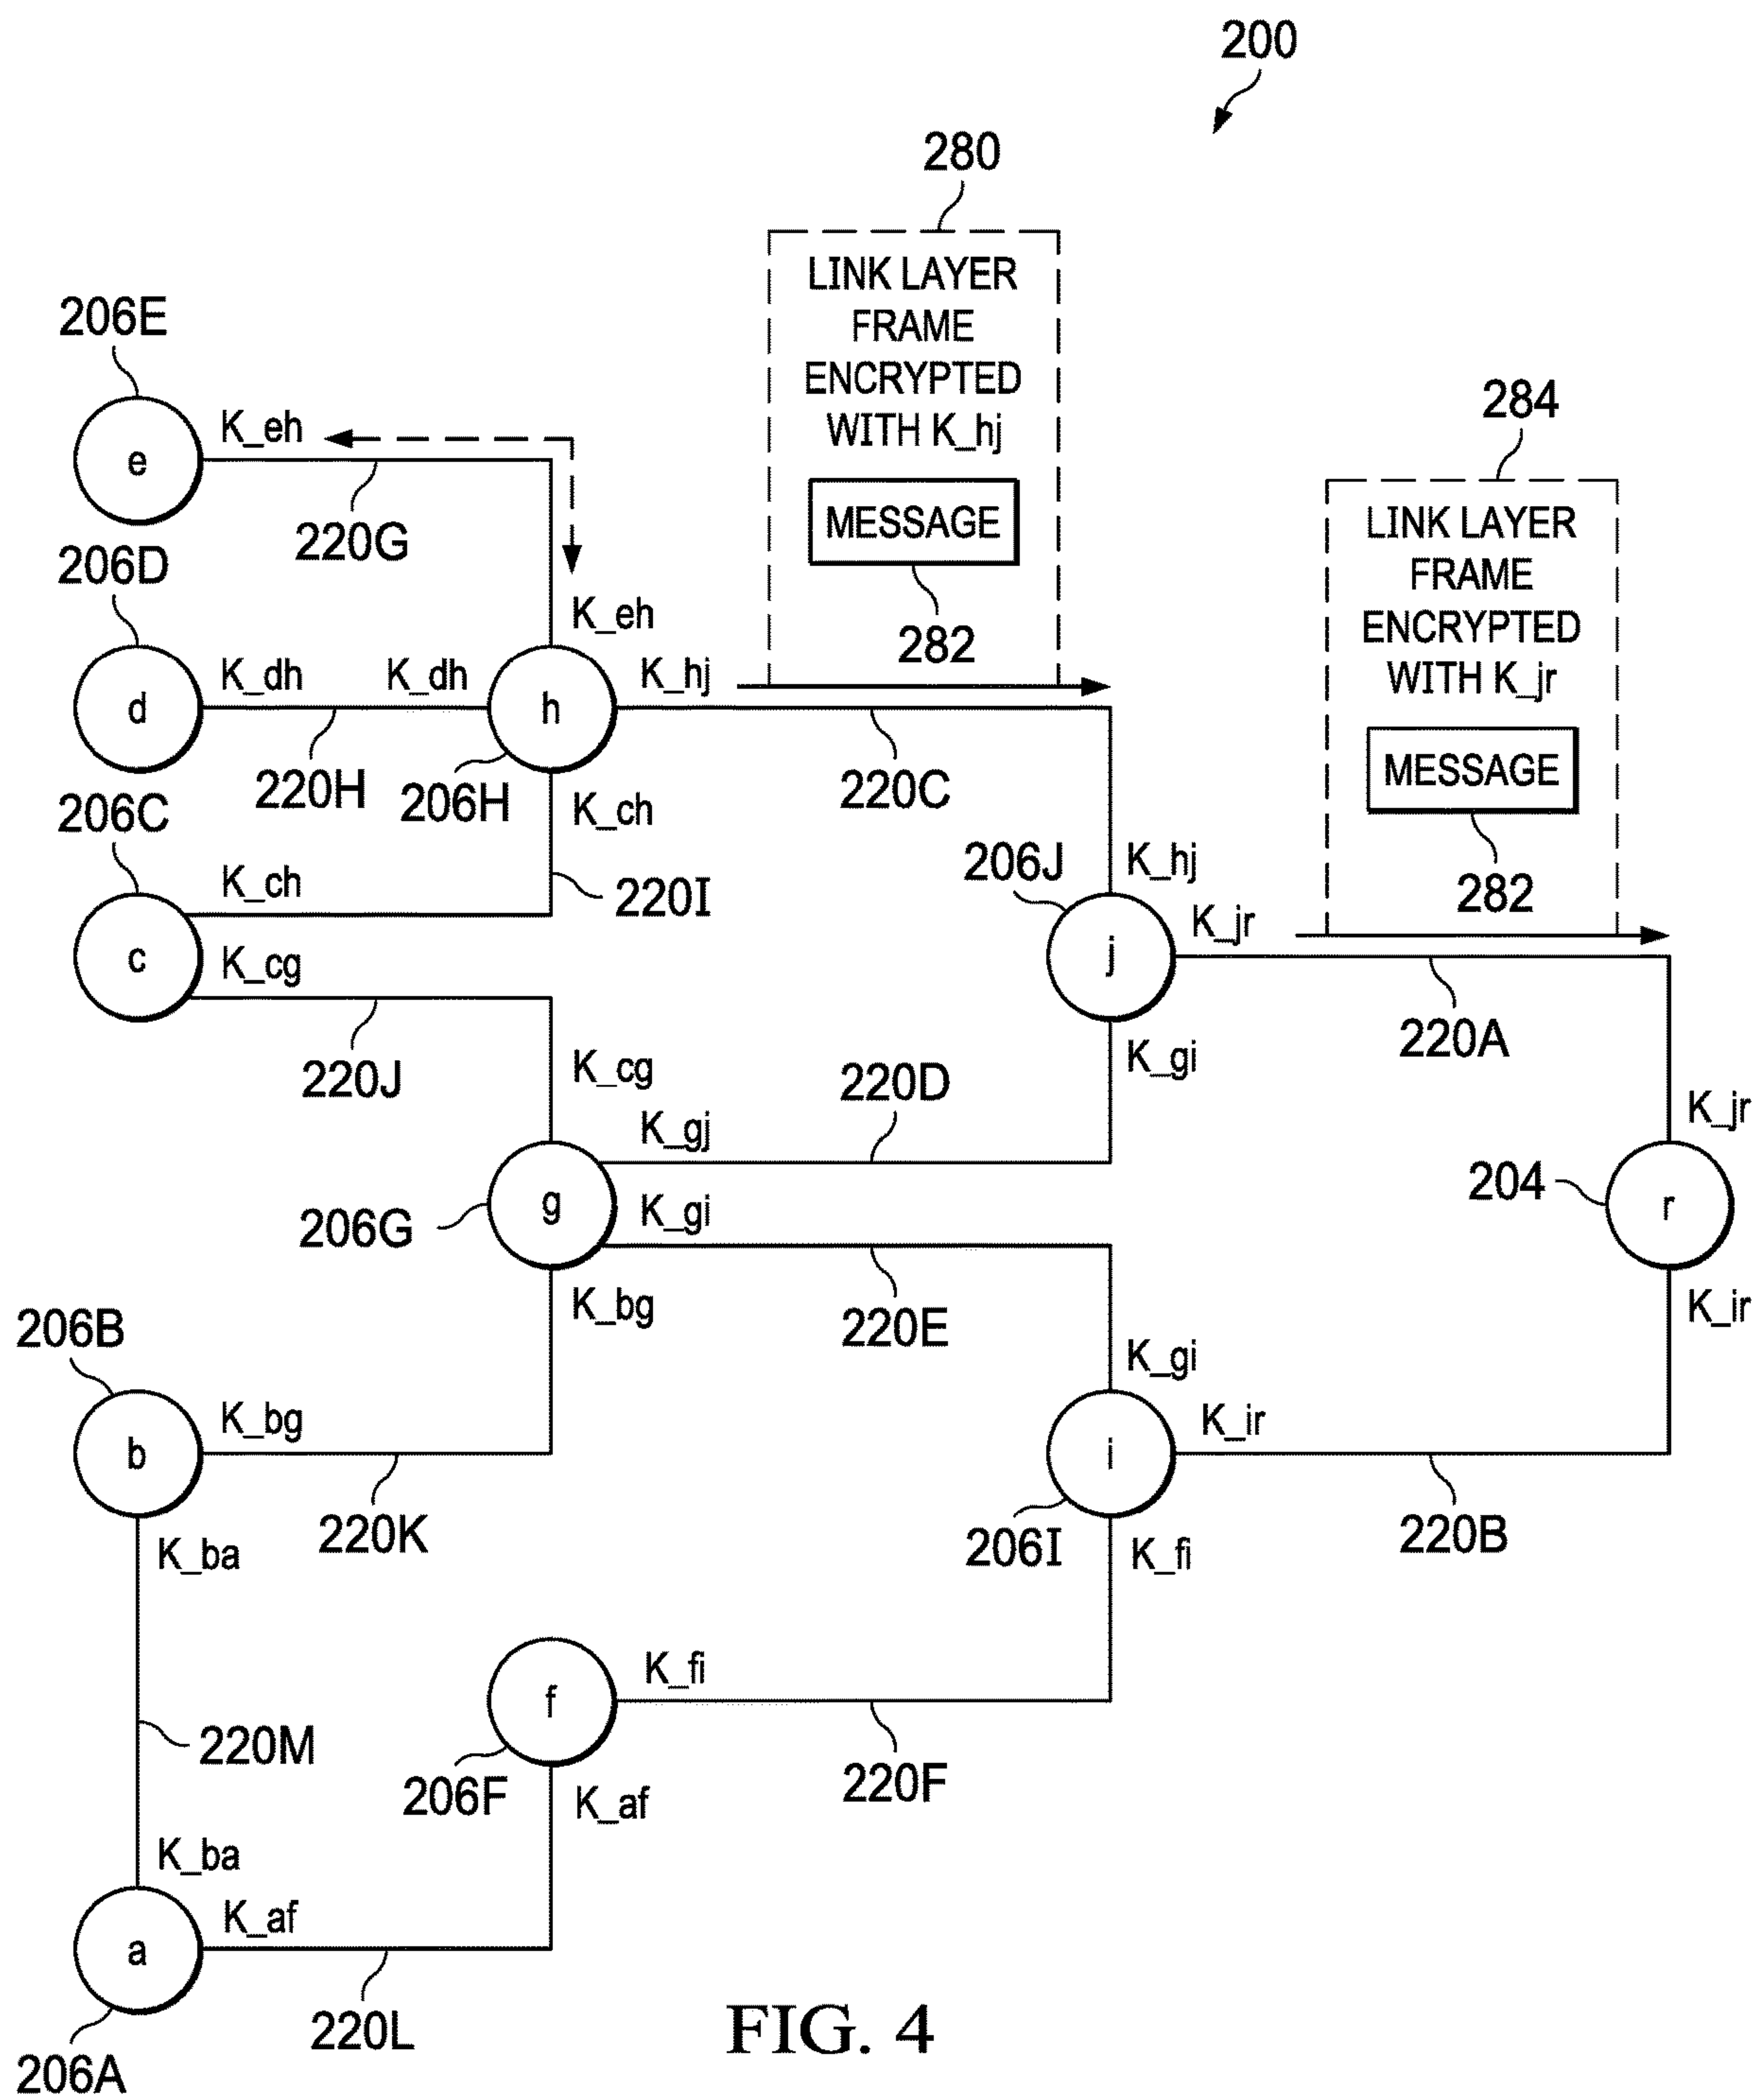 200
280
LINK LAYER
FRAME
ENCRYPTED
WITH K_hj
MESSAGE
282
284
LINK LAYER
FRAME
ENCRYPTED
WITH K_jr
MESSAGE
282
206E
e
K_eh
220G
K_eh
206D
d
K_dh
K_dh
h
K_hj
220H
206H
220C
206C
K_ch
K_ch
220I
c
K_cg
220J
206J
K_hj
j
K_jr
220A
K_gi
K_cg
220D
K_gj
K_jr
204
r
206G
g
K_gi
K_bg
220E
K_ir
206B
b
K_bg
220K
K_gi
i
K_ir
206I
K_fi
220B
K_ba
220M
f
K_fi
206F
K_af
220F
K_ba
a
K_af
220L
206A
FIG. 4